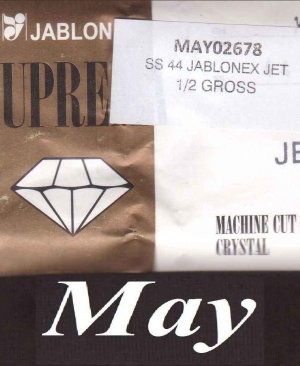 JABLON
MAY02678
SS 44 JABLONEX JET
1/2 GROSS
UPRE
JE
MACHINE CUT
CRYSTAL
May